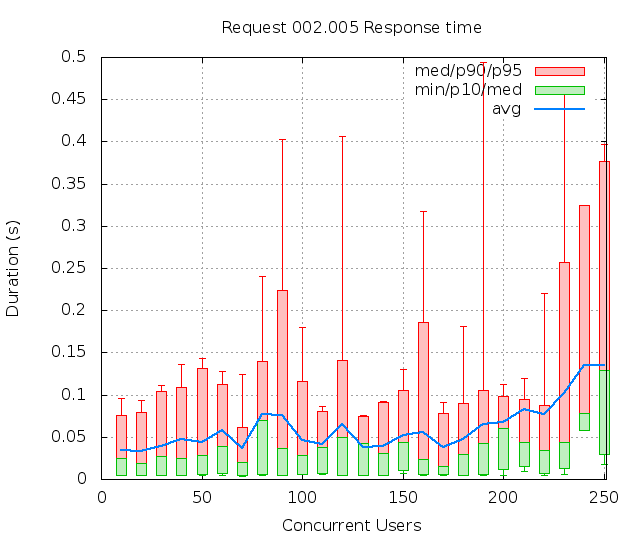 Request 002.005 Response time
med/p90/p95
min/p10/med
avg
Duration (s)
0.5
0.45
0.4
0.35
0.3
0.25
0.2
0.15
0.1
0.05
0
0 50 100 150 200 250
Concurrent Users